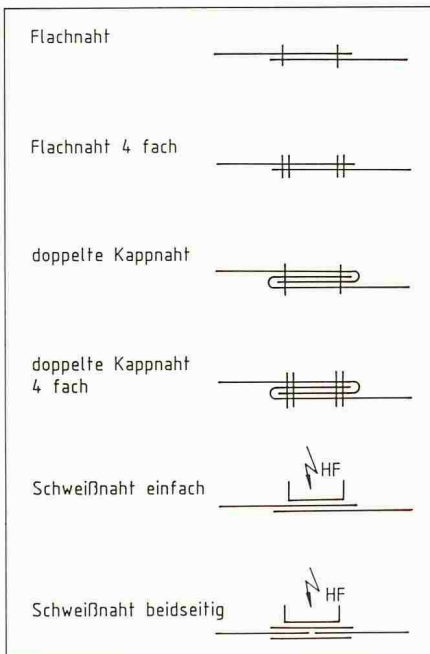 Flachnaht
Flachnaht 4 fach
doppelte Kappnaht
doppelte Kappnaht
4 fach
HF
Schweißnaht einfach
HF
Schweißnaht beidseitig